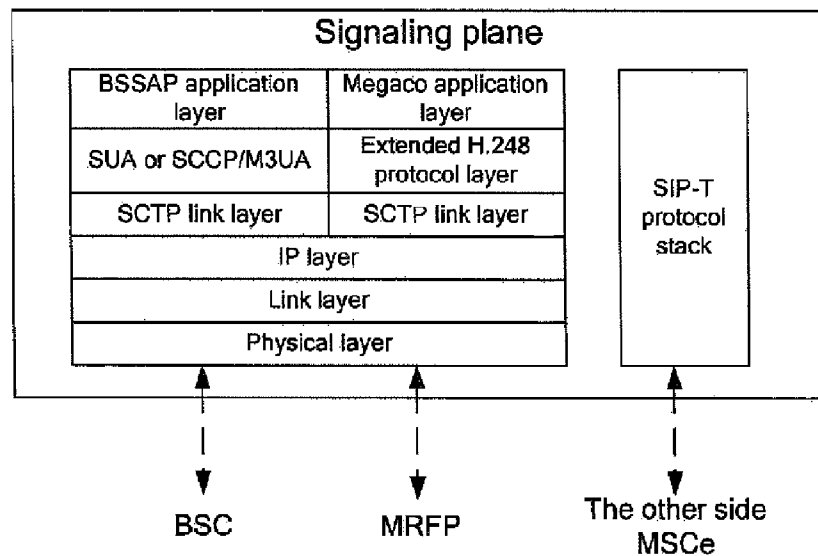 Signaling plane
BSSAP application
layer
Megaco application
layer
SUA or SCCP/M3UA
Extended H.248
protocol layer
SCTP link layer
SCTP link layer
IP layer
Link layer
Physical layer
SIP-T
protocol
stack
BSC
MRFP
The other side
MSCe